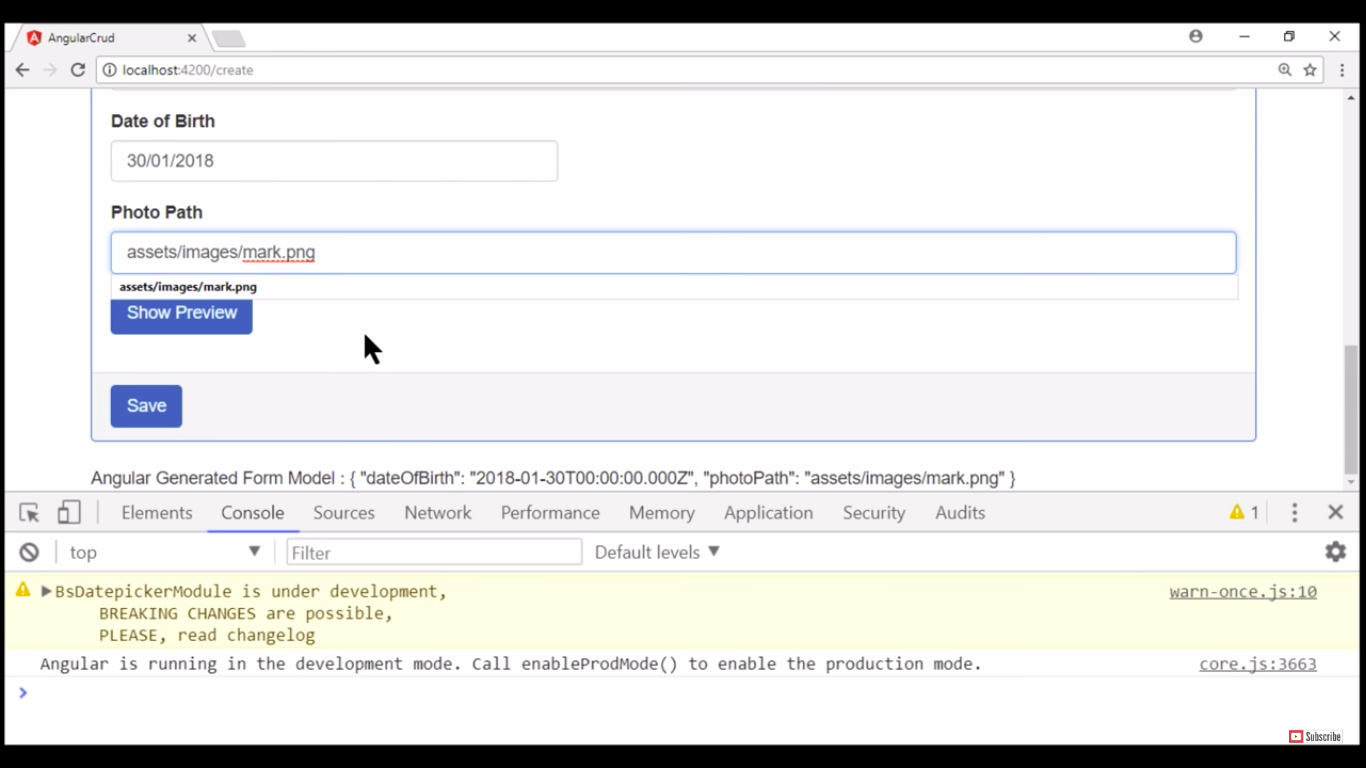 AngularCrud
localhost:4200/create
Date of Birth
30/01/2018
Photo Path
assets/images/mark.png
assets/images/mark.png
Show Preview
Save
Angular Generated Form Model : { "dateOfBirth": "2018-01-30T00:00:00.000Z", "photoPath": "assets/images/mark.png" }
Elements Console Sources Network Performance Memory Application Security Audits 1
top Filter Default levels
BsDatepickerModule is under development, warn-once.js:10
BREAKING CHANGES are possible,
PLEASE, read changelog
Angular is running in the development mode. Call enableProdMode() to enable the production mode. core.js:3663
Subscribe